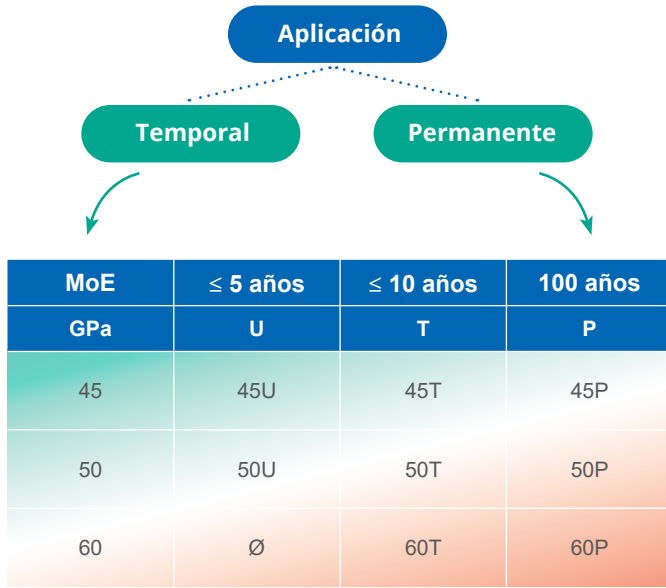 Aplicación
Temporal Permanente
MoE ≤ 5 años ≤ 10 años 100 años
GPa U T P
45 45U 45T 45P
50 50U 50T 50P
60 Ø 60T 60P